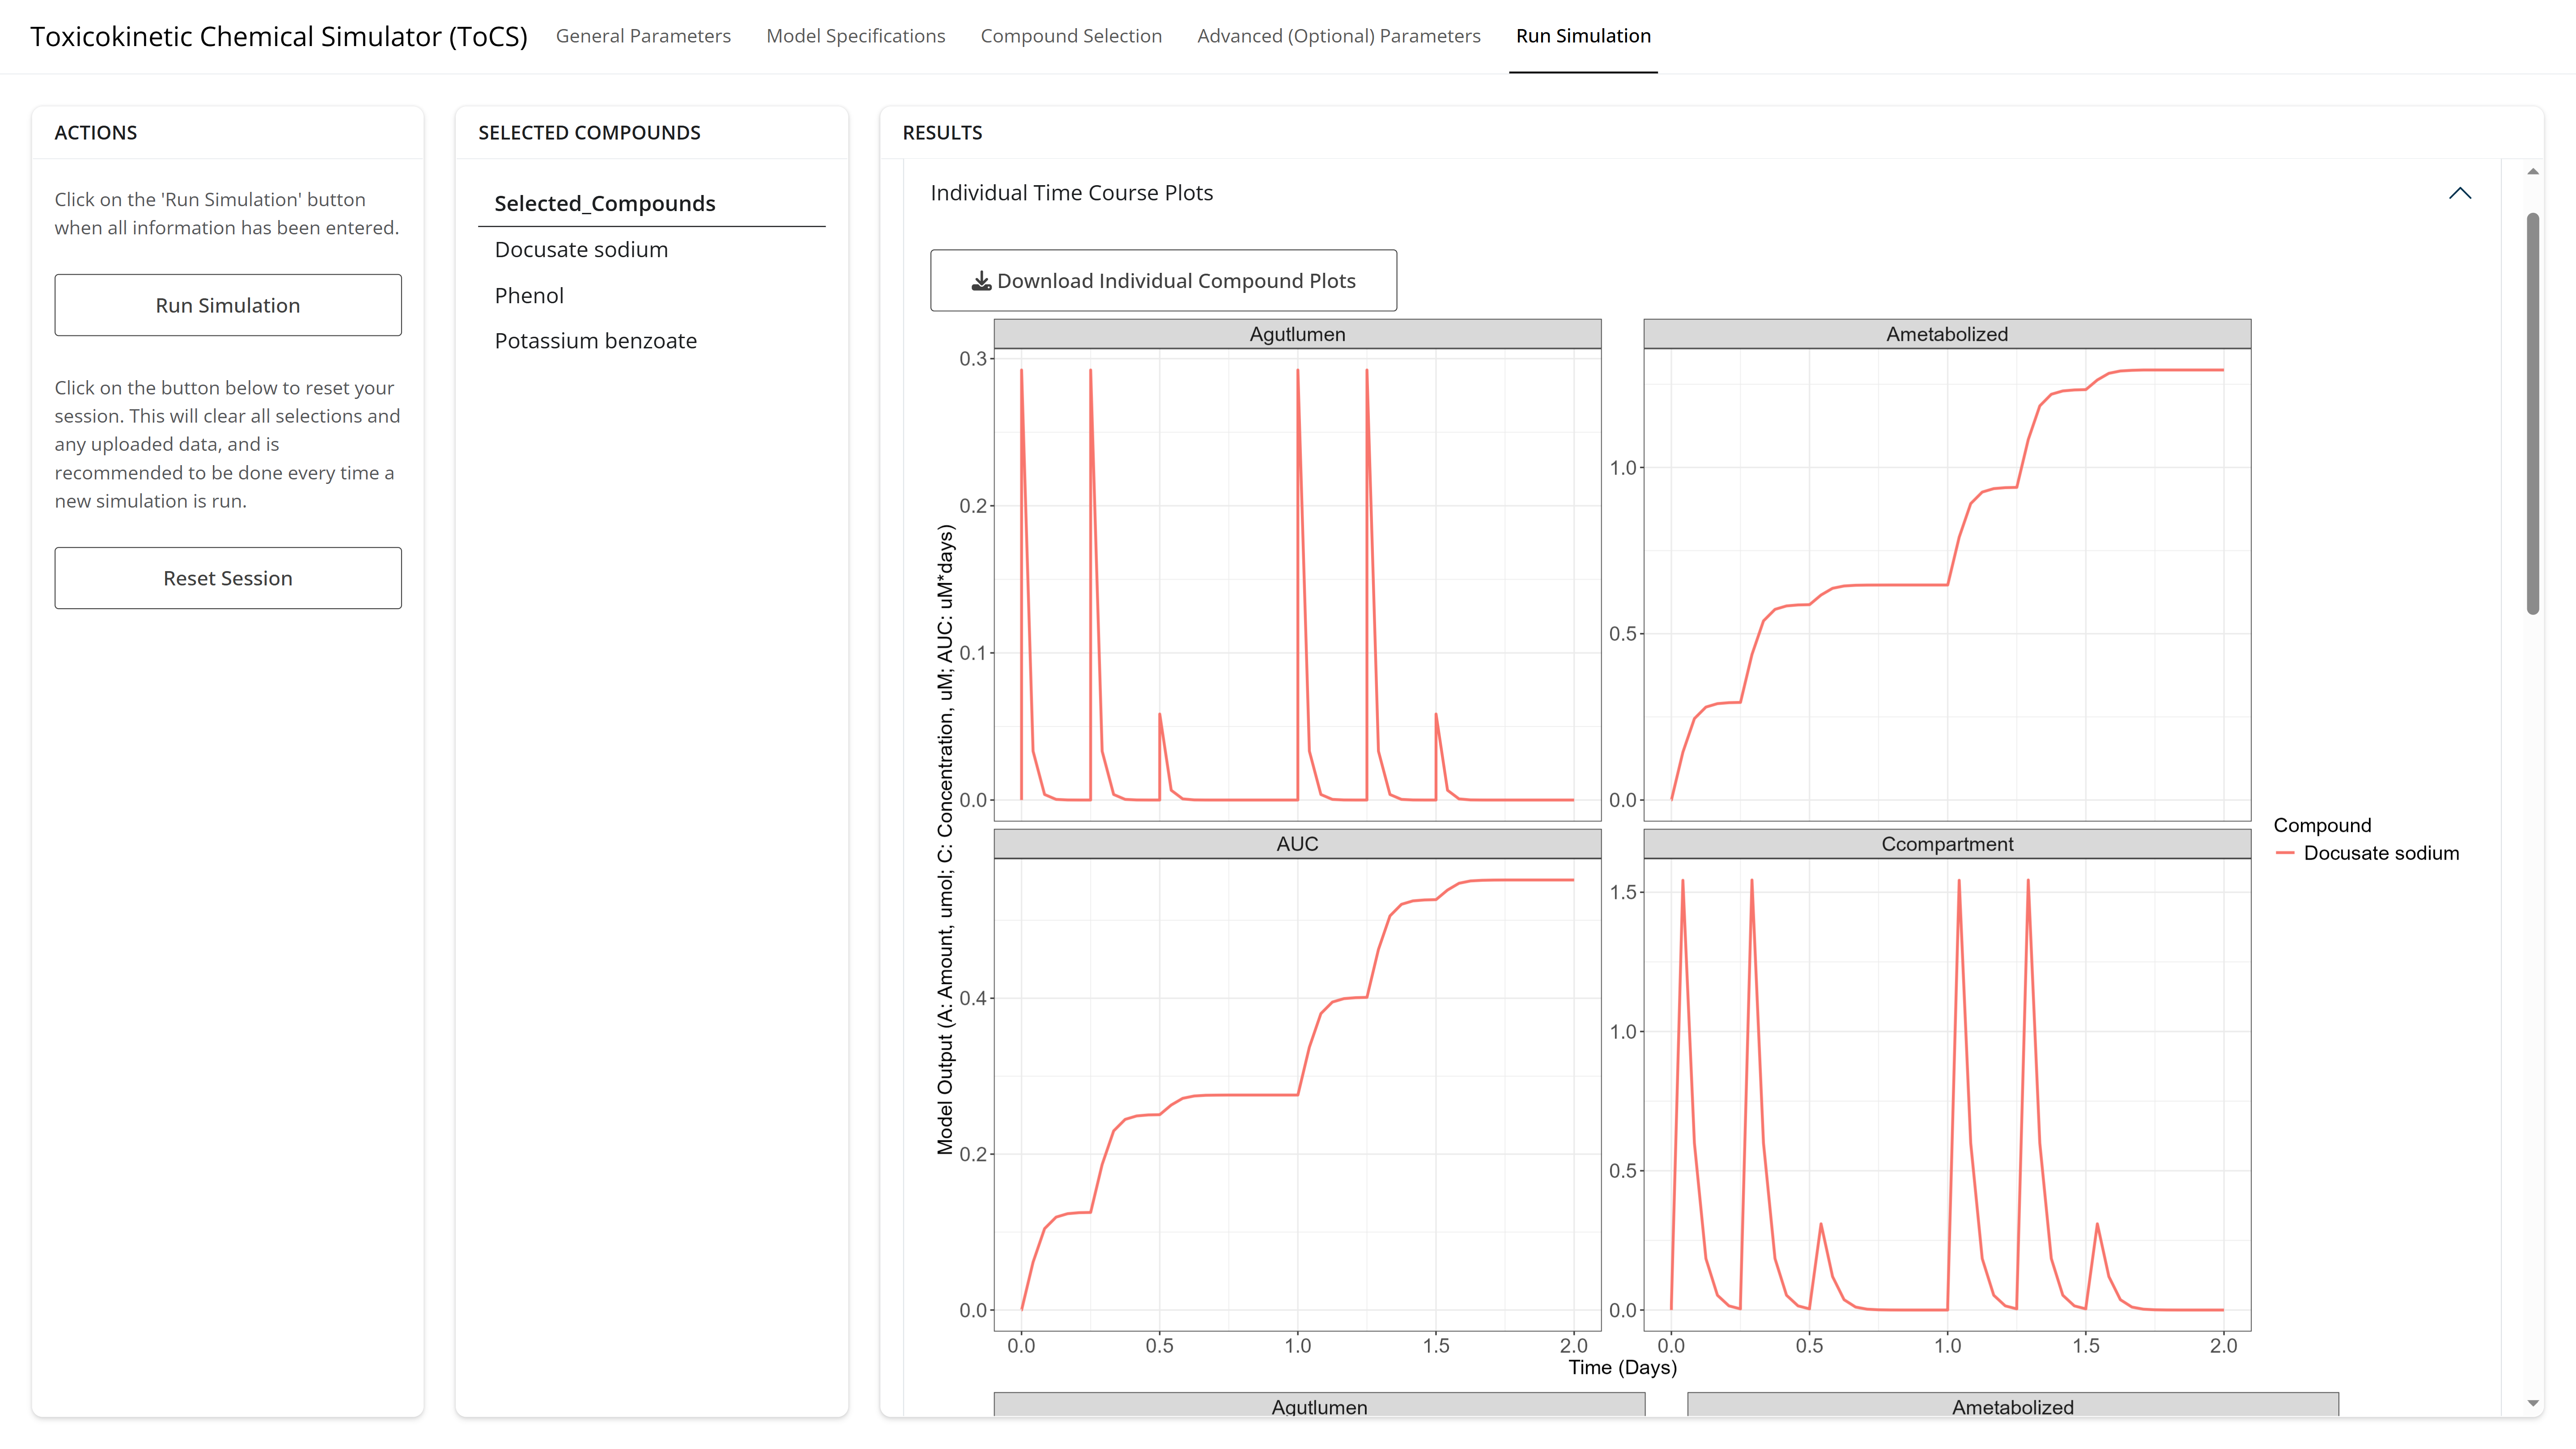 Toxicokinetic Chemical Simulator (ToCS)
General Parameters
Model Specifications
Compound Selection
Advanced (Optional) Parameters
Run Simulation
ACTIONS
Click on the 'Run Simulation' button
when all information has been entered.
Run Simulation
Click on the button below to reset your
session. This will clear all selections and
any uploaded data, and is
recommended to be done every time a
new simulation is run.
Reset Session
SELECTED COMPOUNDS
Selected_Compounds
Docusate sodium
Phenol
Potassium benzoate
RESULTS
Individual Time Course Plots
Download Individual Compound Plots
Model Output (A: Amount, umol; C: Concentration, uM; AUC: uM*days)
Agutlumen
0.3
0.2
0.1
0.0
Ametabolized
1.0
0.5
0.0
AUC
0.4
0.2
0.0
0.0 0.5 1.0 1.5 2.0
Ccompartment
1.5
1.0
0.5
0.0
0.0 0.5 1.0 1.5 2.0
Time (Days)
Compound
Docusate sodium
Agutlumen
Ametabolized